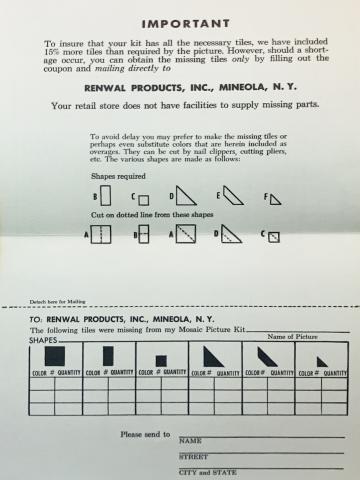 IMPORTANT
To insure that your kit has all the necessary tiles, we have included
15% more tiles than required by the picture. However, should a short-
age occur, you can obtain the missing tiles only by filling out the
coupon and mailing directly to
RENWAL PRODUCTS, INC., MINEOLA, N. Y.
Your retail store does not have facilities to supply missing parts.
To avoid delay you may prefer to make the missing tiles or
perhaps even substitute colors that are herein included as
overages. They can be cut by nail clippers, cutting pliers,
etc. The various shapes are made as follows:
Shapes required
B C D E F
Cut on dotted line from these shapes
A B A D C
Detach here for Mailing
TO: RENWAL PRODUCTS, INC., MINEOLA, N. Y.
The following tiles were missing from my Mosaic Picture Kit
Name of Picture
SHAPES
COLOR # QUANTITY COLOR # QUANTITY COLOR # QUANTITY COLOR # QUANTITY COLOR # QUANTITY COLOR # QUANTITY
Please send to
NAME
STREET
CITY and STATE